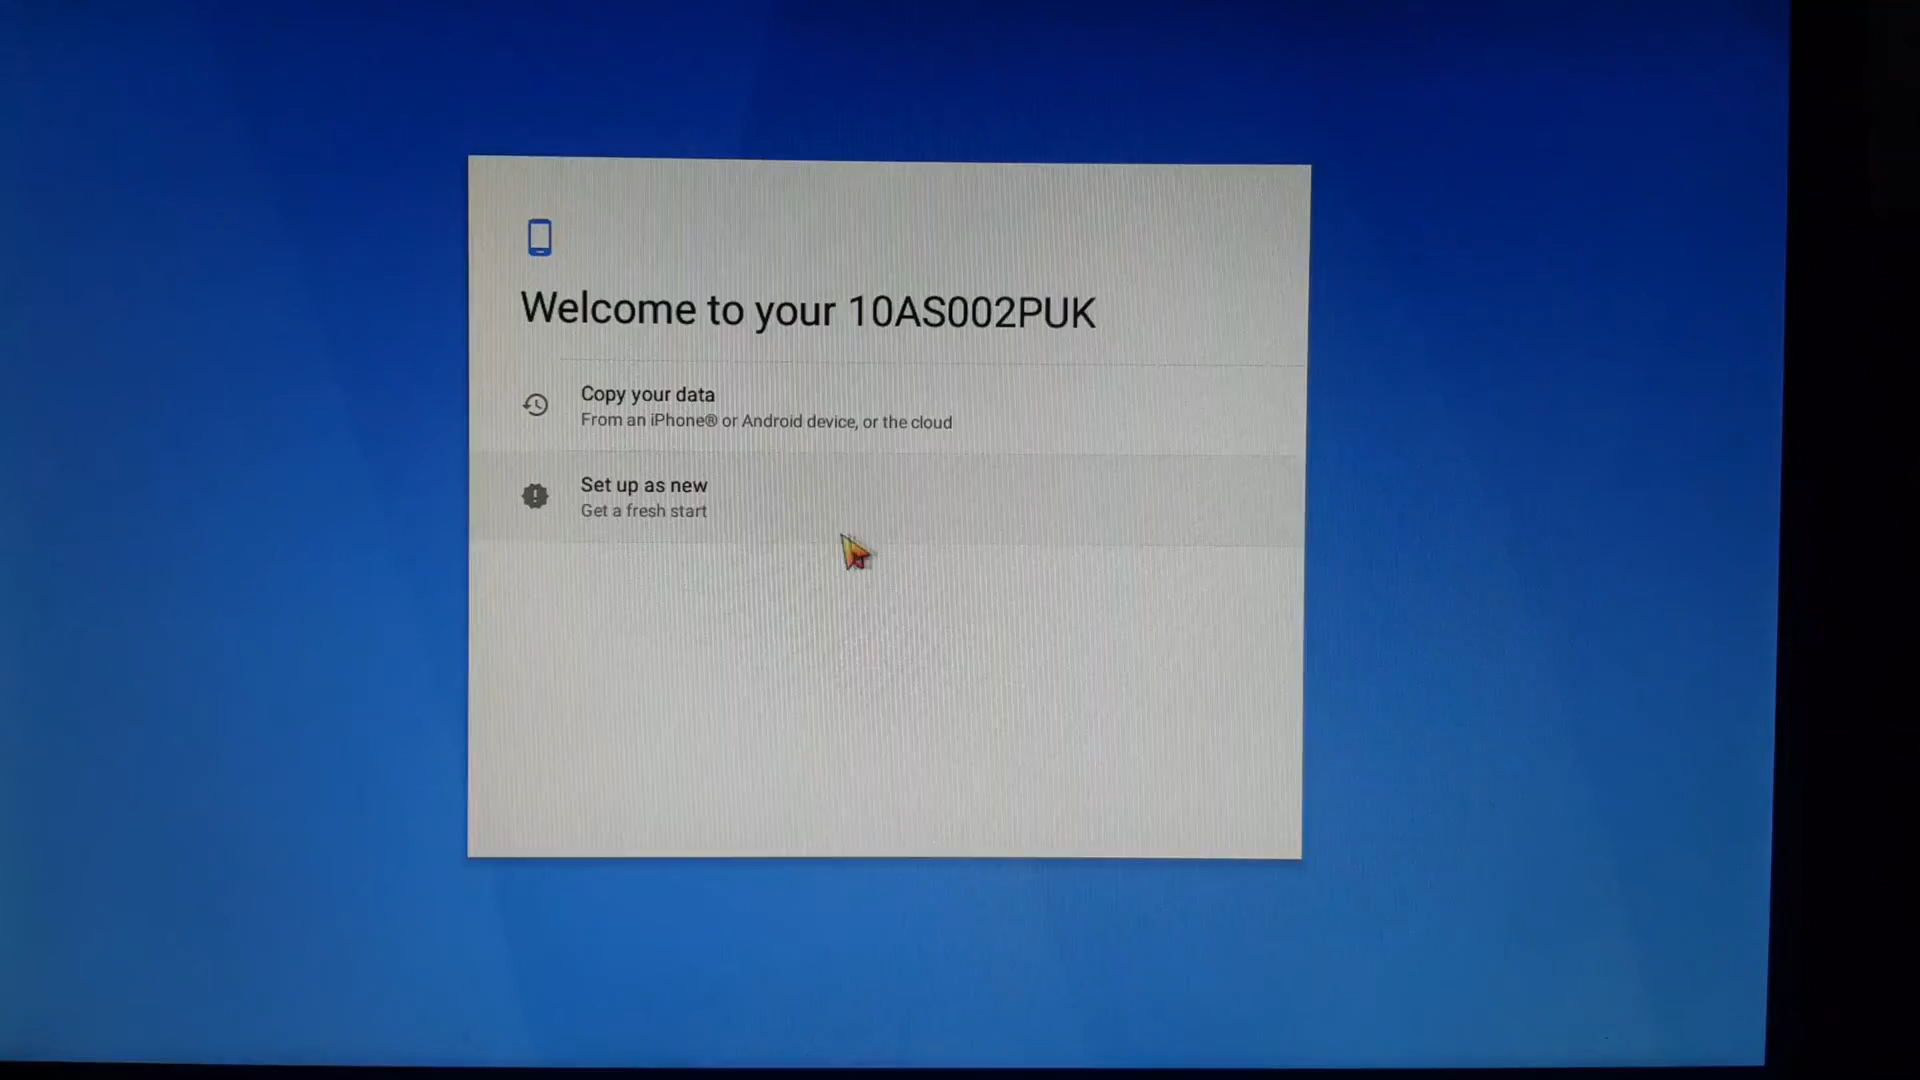 Welcome to your 10AS002PUK
Copy your data
From an iPhone® or Android device, or the cloud
Set up as new
Get a fresh start